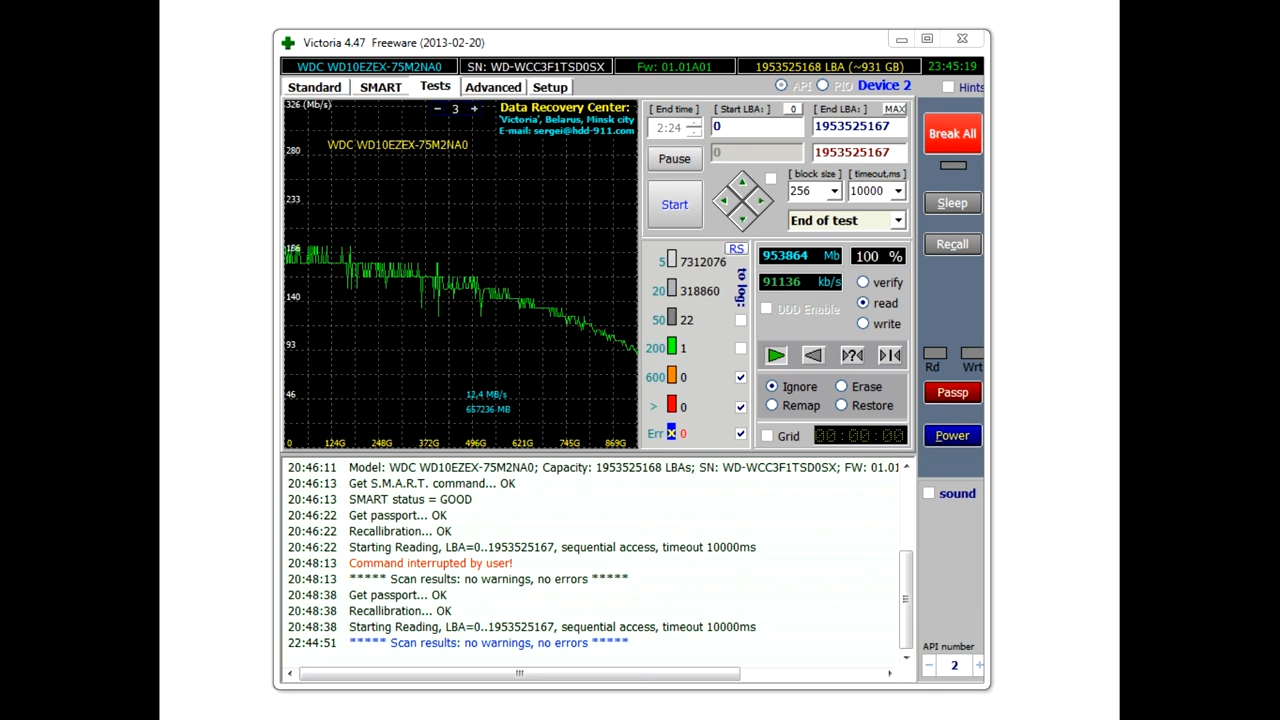 Victoria 4.47 Freeware (2013-02-20)
WDC WD10EZEX-75M2NA0
SN: WD-WCC3F1TSD0SX
Fw: 01.01A01
1953525168 LBA (~931 GB)
23:45:19
Standard
SMART
Tests
Advanced
Setup
API
PIO
Device 2
Hints
326 (Mb/s)
280
233
186
140
93
46
− 3 +
Data Recovery Center:
'Victoria', Belarus, Minsk city
E-mail: sergei@hdd-911.com
WDC WD10EZEX-75M2NA0
12,4 MB/s
657236 MB
0 124G 248G 372G 496G 621G 745G 869G
[ End time ]
[ Start LBA: ]
0
[ End LBA: ]
MAX
2:24
0
1953525167
Pause
0
1953525167
[ block size ]
[ timeout,ms ]
256
10000
Start
End of test
Break All
Sleep
Recall
RS
to log:
5 7312076
20 318860
50 22
200 1
600 0
> 0
Err x 0
953864 Mb
100 %
91136 kb/s
verify
DDD Enable
read
write
Ignore
Erase
Remap
Restore
Grid
00:00:00
Rd
Wrt
Passp
Power
sound
API number
− 2 +
20:46:11 Model: WDC WD10EZEX-75M2NA0; Capacity: 1953525168 LBAs; SN: WD-WCC3F1TSD0SX; FW: 01.01
20:46:13 Get S.M.A.R.T. command... OK
20:46:13 SMART status = GOOD
20:46:22 Get passport... OK
20:46:22 Recallibration... OK
20:46:22 Starting Reading, LBA=0..1953525167, sequential access, timeout 10000ms
20:48:13 Command interrupted by user!
20:48:13 ***** Scan results: no warnings, no errors *****
20:48:38 Get passport... OK
20:48:38 Recallibration... OK
20:48:38 Starting Reading, LBA=0..1953525167, sequential access, timeout 10000ms
22:44:51 ***** Scan results: no warnings, no errors *****